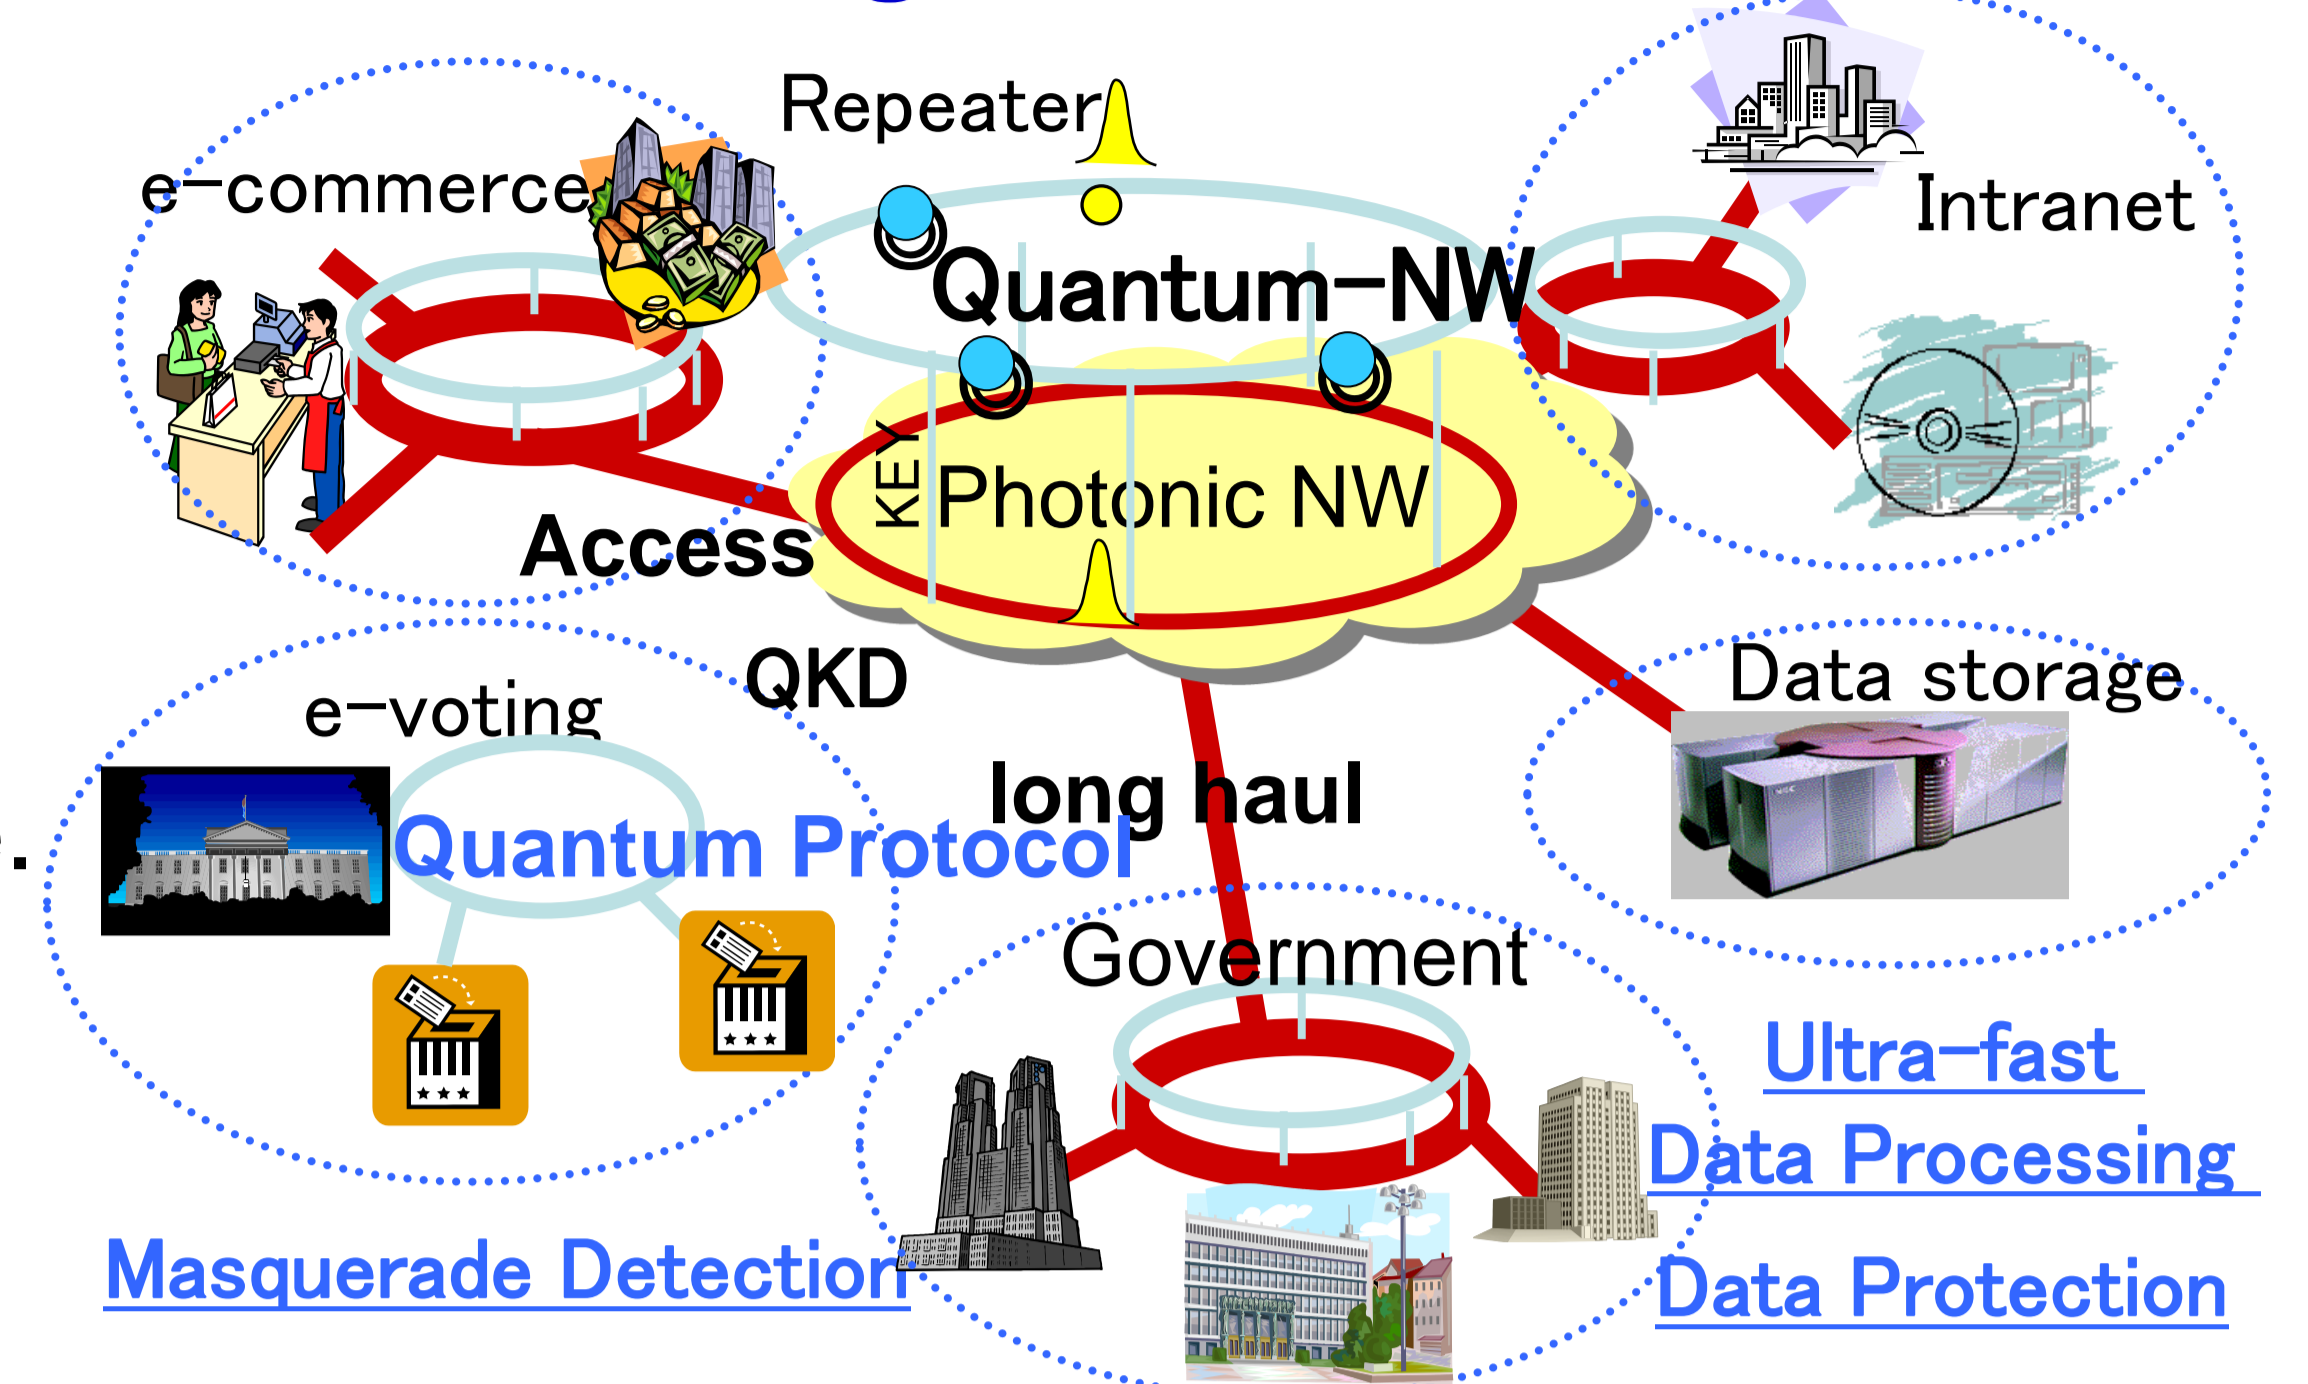 Repeater
e-commerce
Intranet
Quantum-NW
KEY
Photonic NW
Access
QKD
Data storage
e-voting
long haul
Quantum Protocol
Government
Ultra-fast
Data Processing
Masquerade Detection
Data Protection